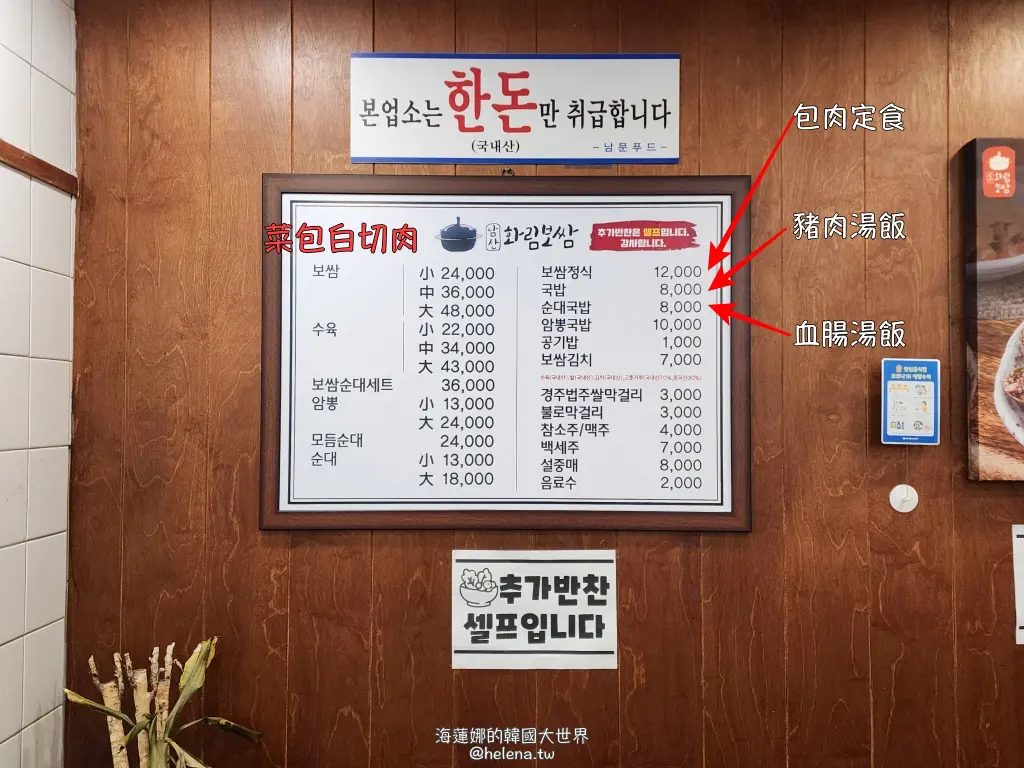 본업소는 한돈만 취급합니다
(국내산)
-남문푸드-
包肉定食
菜包白切肉
남산 화림보쌈
추가반찬은 셀프입니다.
감사합니다.
豬肉湯飯
血腸湯飯
보쌈 小 24,000
中 36,000
大 48,000
수육 小 22,000
中 34,000
大 43,000
보쌈순대세트 36,000
암뽕 小 13,000
大 24,000
모듬순대 24,000
순대 小 13,000
大 18,000
보쌈정식 12,000
국밥 8,000
순대국밥 8,000
암뽕국밥 10,000
공기밥 1,000
보쌈김치 7,000
경주법주쌀막걸리 3,000
불로막걸리 3,000
참소주/맥주 4,000
백세주 7,000
설중매 8,000
음료수 2,000
추가반찬
셀프입니다
화림
보쌈
海蓮娜的韓國大世界
@helena.tw